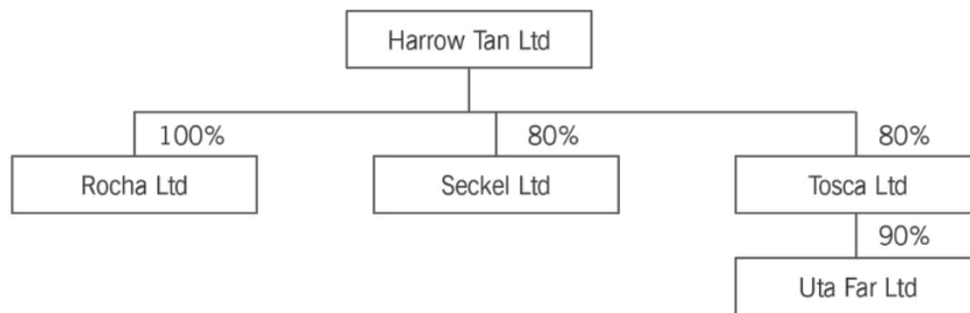 Harrow Tan Ltd
100%
80%
80%
Rocha Ltd
Seckel Ltd
Tosca Ltd
90%
Uta Far Ltd